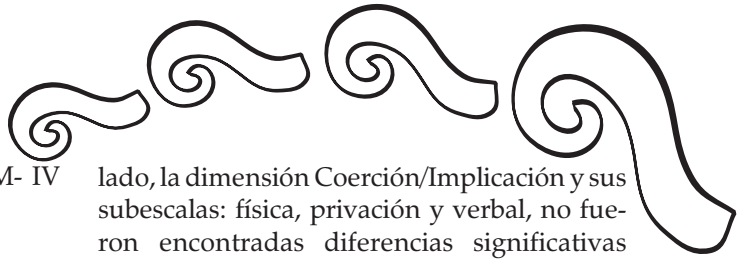 M- IV
lado, la dimensión Coerción/Implicación y sus
subescalas: física, privación y verbal, no fue-
ron encontradas diferencias significativas